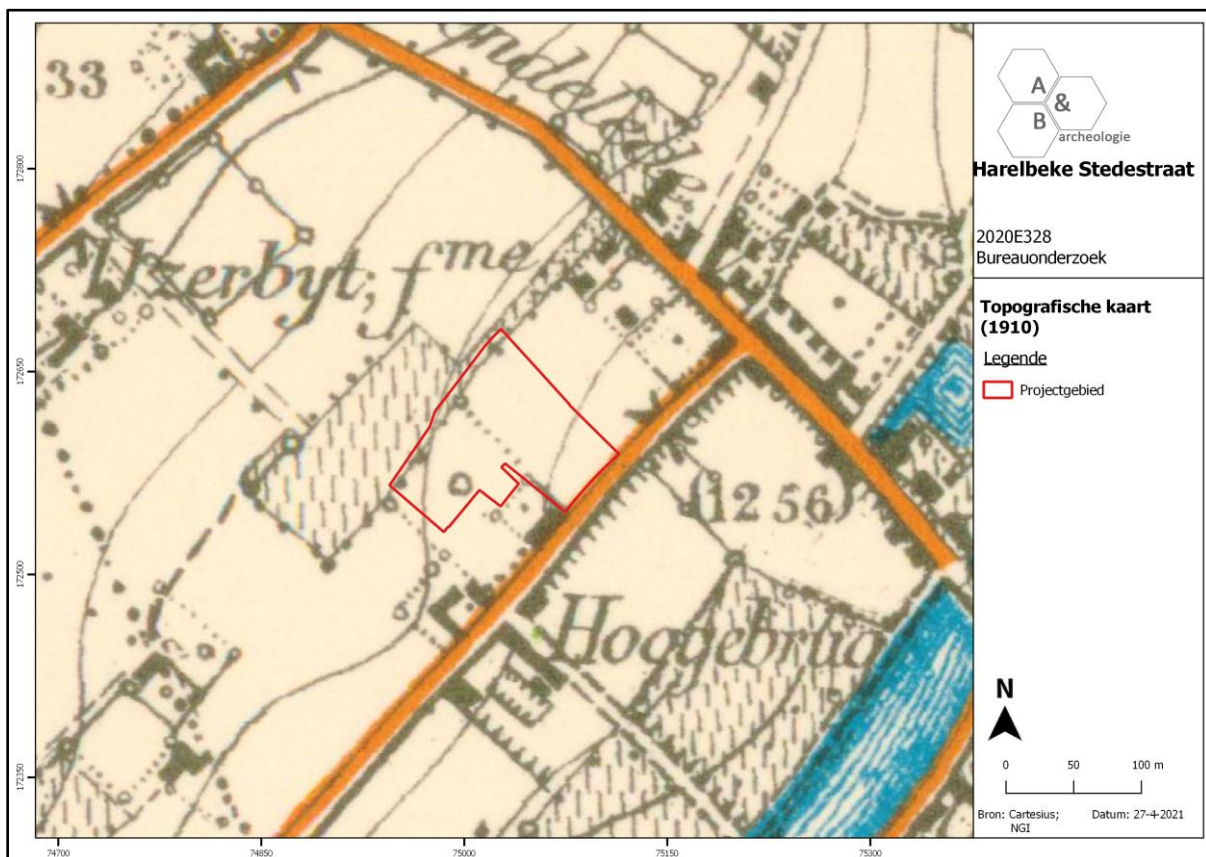 33
Yzerbyt, fme
(1256)
172800
172650
172500
172350
74700
74850
75000
75150
75300
A
&
B
archeologie
Harelbeke Stedestraat
2020E328
Bureauonderzoek
Topografische kaart
(1910)
Legende
Projectgebied
N
0 50 100 m
Bron: Cartesius; Datum: 27-4-2021
NGI